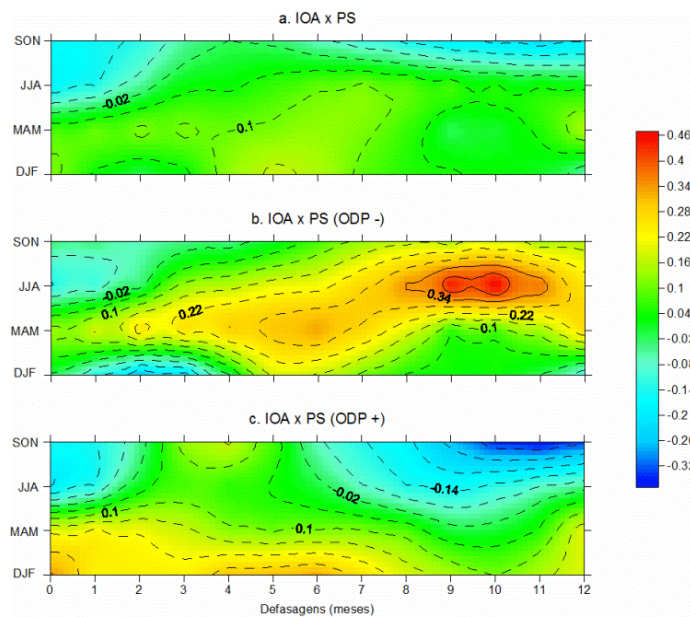 a. IOA x PS
SON
JJA
MAM
DJF
-0.02
0.1
b. IOA x PS (ODP -)
SON
JJA
MAM
DJF
-0.02
0.1
0.22
0.34
0.22
0.1
c. IOA x PS (ODP +)
SON
JJA
MAM
DJF
0.1
-0.02
-0.14
0.1
0 1 2 3 4 5 6 7 8 9 10 11 12
Defasagens (meses)
0.46
0.4
0.34
0.28
0.22
0.16
0.1
0.04
-0.02
-0.08
-0.14
-0.2
-0.26
-0.32